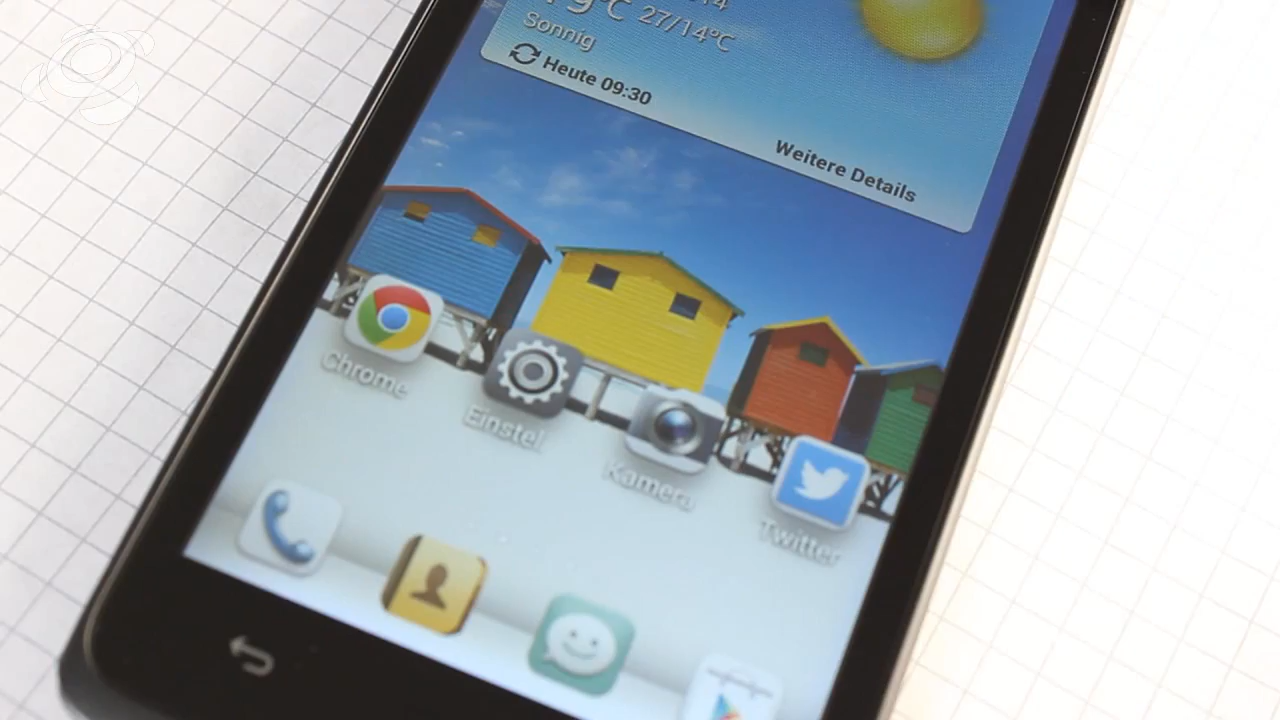 27/14°C
Sonnig
Heute 09:30
Weitere Details
Chrome
Einstel
Kamera
Twitter